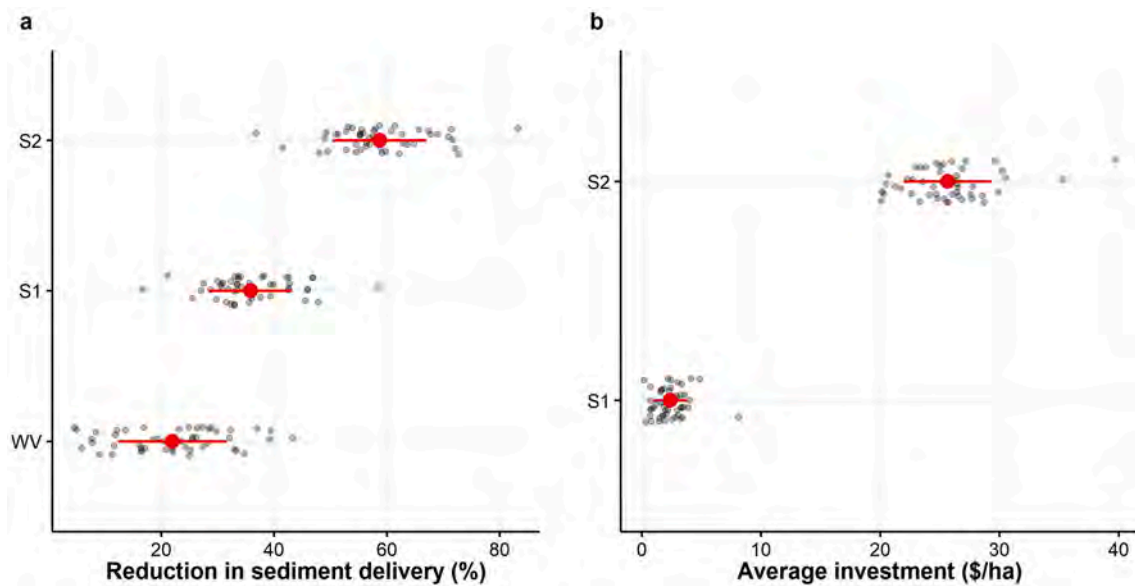 a
S2
S1
WV
20
40
60
80
Reduction in sediment delivery (%)
b
S2
S1
0
10
20
30
40
Average investment ($/ha)